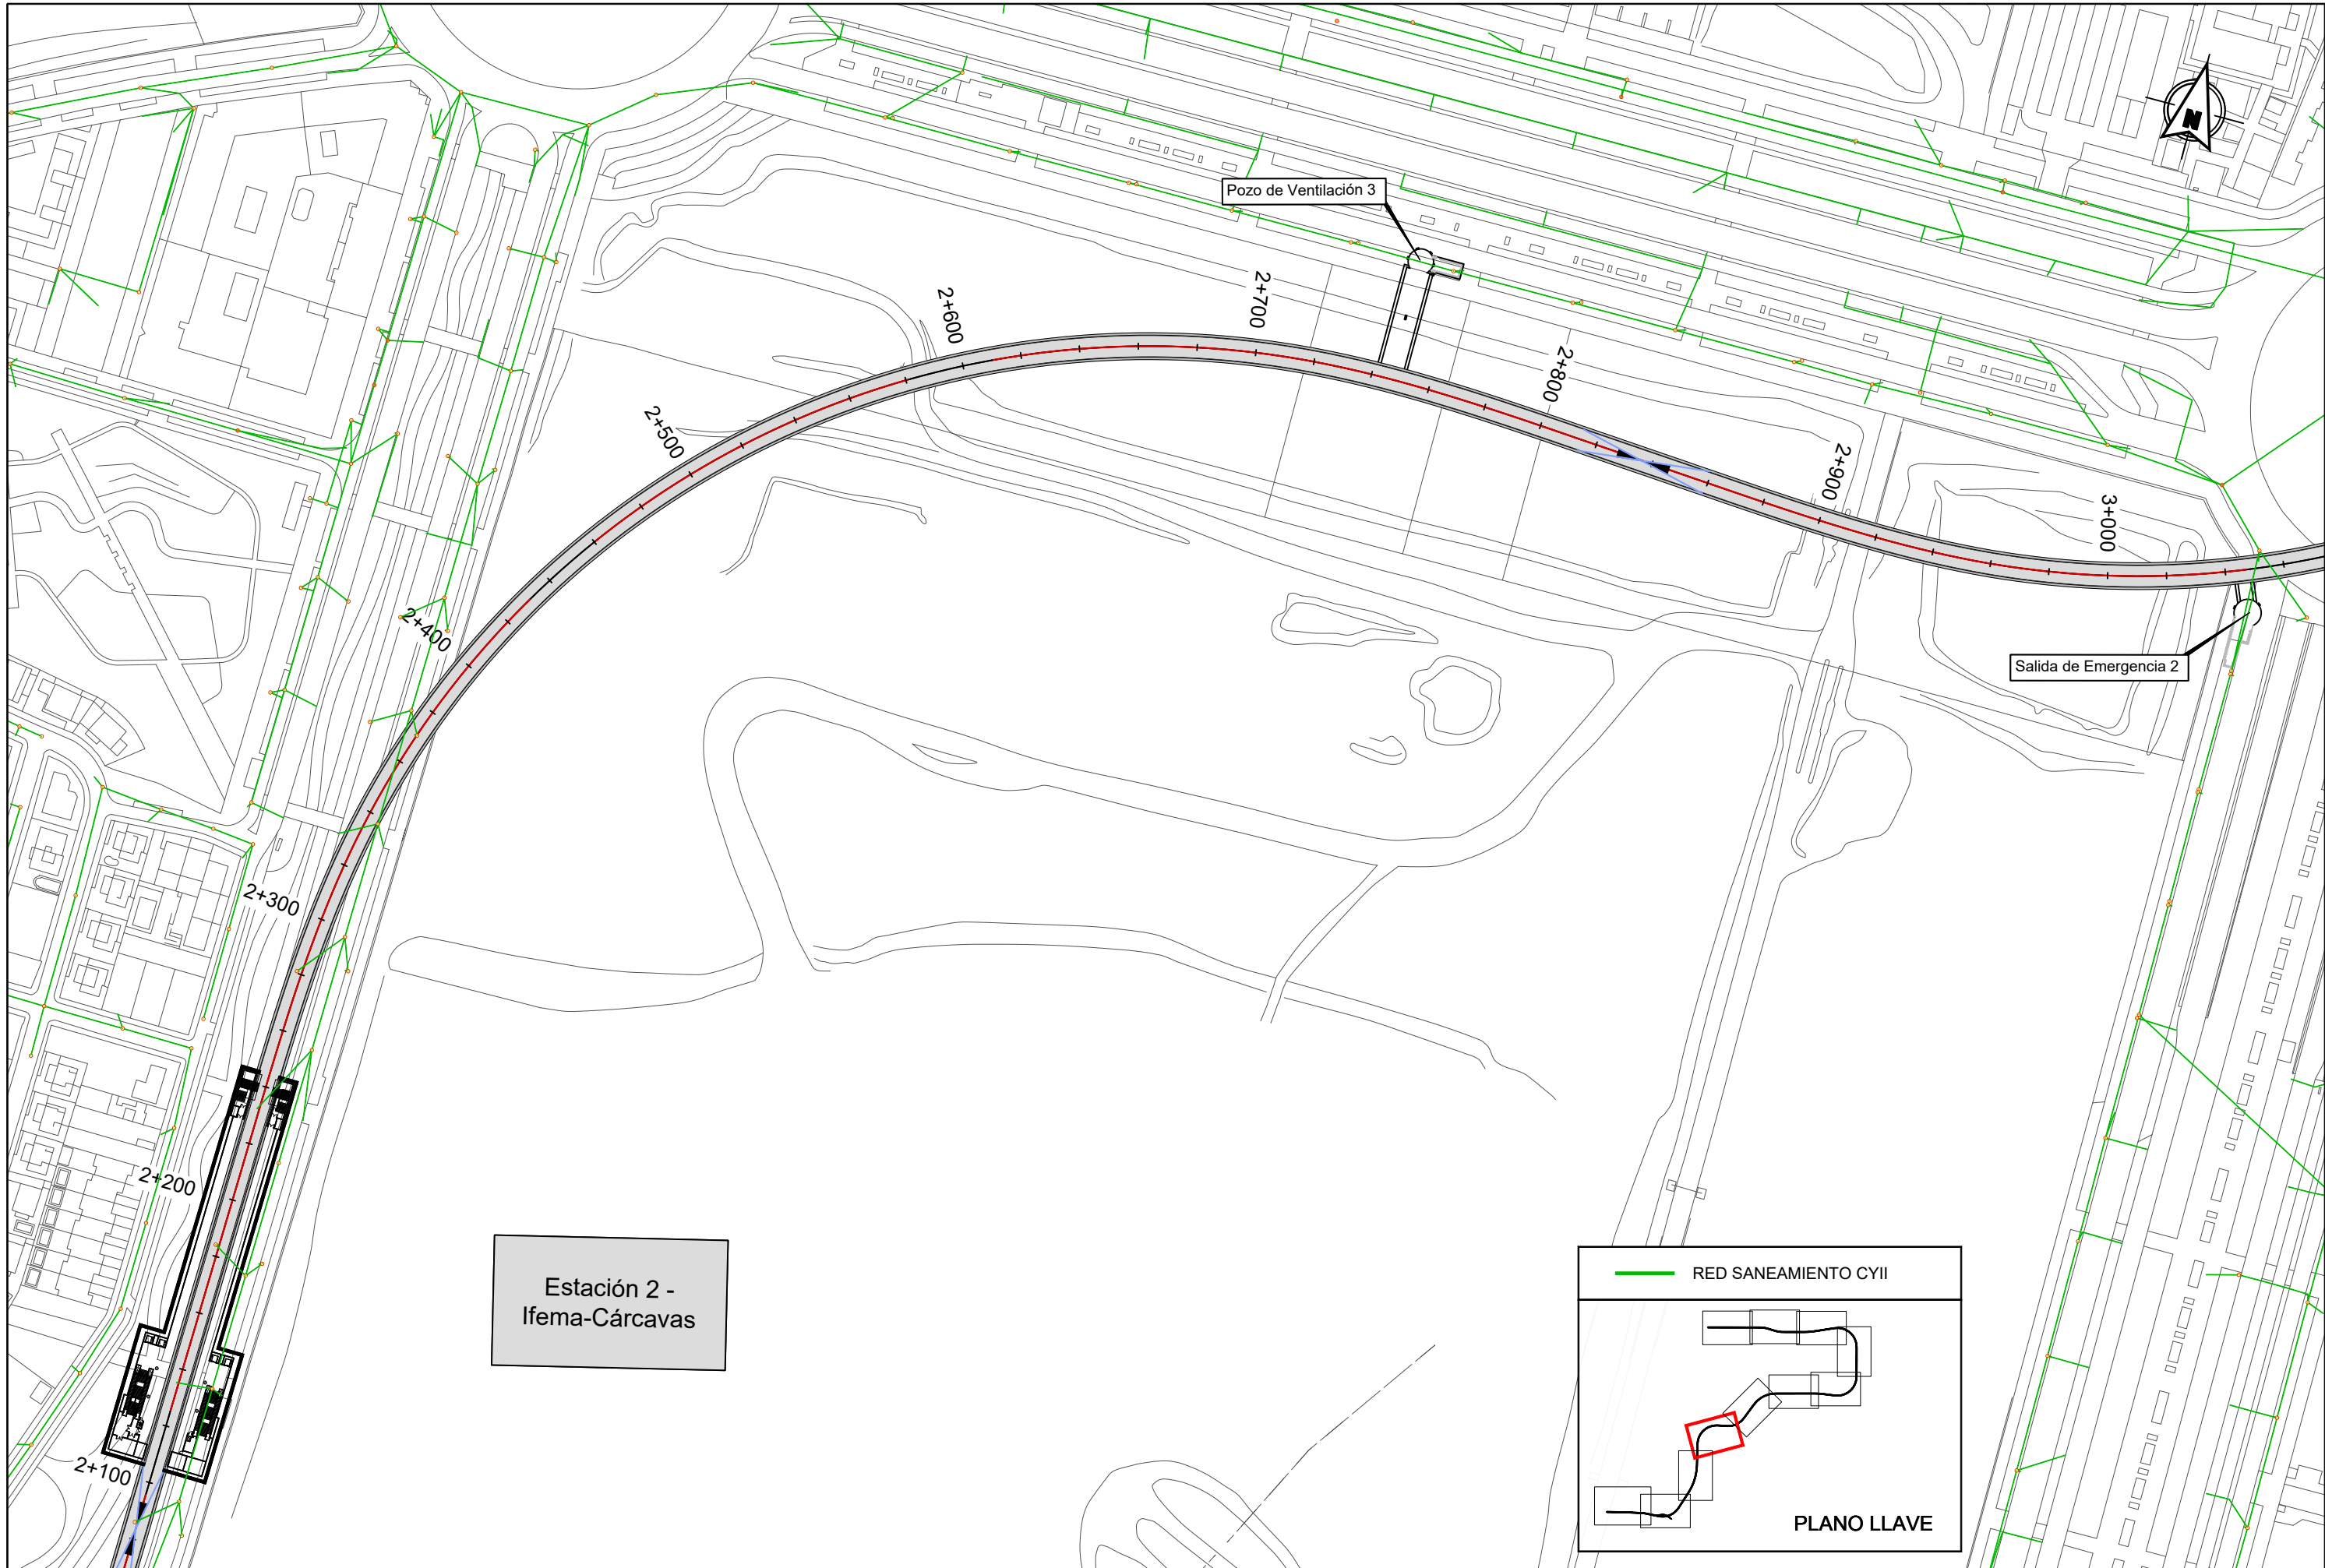 N
Pozo de Ventilación 3
2+700
2+600
2+800
2+500
2+900
3+000
2+400
Salida de Emergencia 2
2+300
2+200
Estación 2 -
Ifema-Cárcavas
RED SANEAMIENTO CYII
2+100
PLANO LLAVE